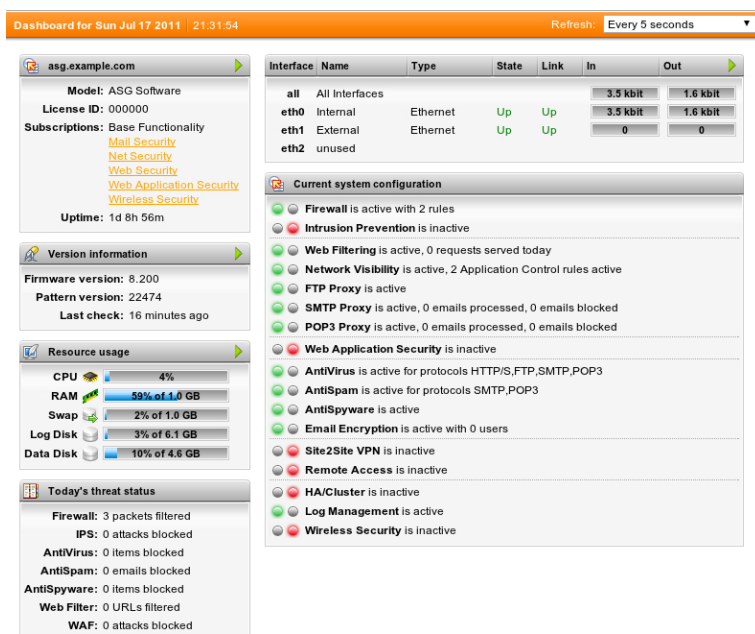 Dashboard for Sun Jul 17 2011 | 21:31:54
Refresh: Every 5 seconds
asg.example.com
Model: ASG Software
License ID: 000000
Subscriptions: Base Functionality
Mail Security
Net Security
Web Security
Web Application Security
Wireless Security
Uptime: 1d 8h 56m
Version information
Firmware version: 8.200
Pattern version: 22474
Last check: 16 minutes ago
Resource usage
CPU 4%
RAM 59% of 1.0 GB
Swap 2% of 1.0 GB
Log Disk 3% of 6.1 GB
Data Disk 10% of 4.6 GB
Today's threat status
Firewall: 3 packets filtered
IPS: 0 attacks blocked
AntiVirus: 0 items blocked
AntiSpam: 0 emails blocked
AntiSpyware: 0 items blocked
Web Filter: 0 URLs filtered
WAF: 0 attacks blocked
Interface Name Type State Link In Out
all All Interfaces 3.5 kbit 1.6 kbit
eth0 Internal Ethernet Up Up 3.5 kbit 1.6 kbit
eth1 External Ethernet Up Up 0 0
eth2 unused
Current system configuration
Firewall is active with 2 rules
Intrusion Prevention is inactive
Web Filtering is active, 0 requests served today
Network Visibility is active, 2 Application Control rules active
FTP Proxy is active
SMTP Proxy is active, 0 emails processed, 0 emails blocked
POP3 Proxy is active, 0 emails processed, 0 emails blocked
Web Application Security is inactive
AntiVirus is active for protocols HTTP/S,FTP,SMTP,POP3
AntiSpam is active for protocols SMTP,POP3
AntiSpyware is active
Email Encryption is active with 0 users
Site2Site VPN is inactive
Remote Access is inactive
HA/Cluster is inactive
Log Management is active
Wireless Security is inactive